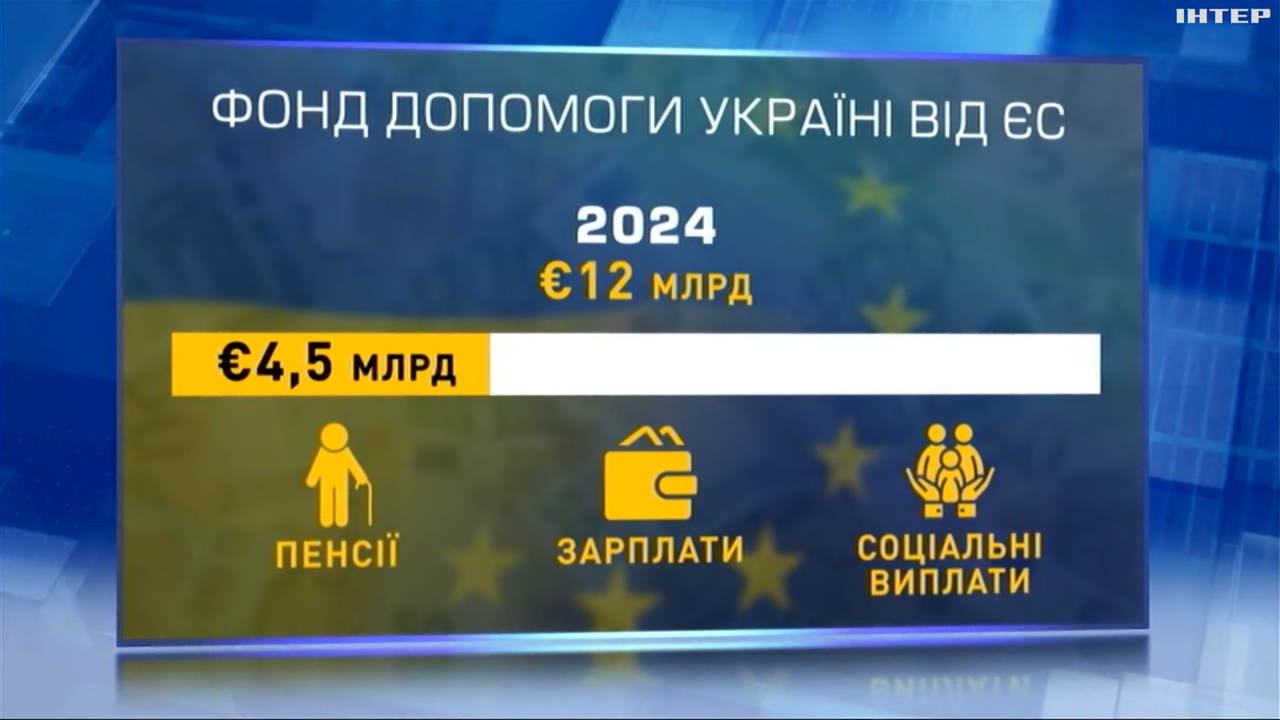 ІНТЕР
ФОНД ДОПОМОГИ УКРАЇНІ ВІД ЄС
2024
€12 МЛРД
€4,5 МЛРД
ПЕНСІЇ
ЗАРПЛАТИ
СОЦІАЛЬНІ
ВИПЛАТИ